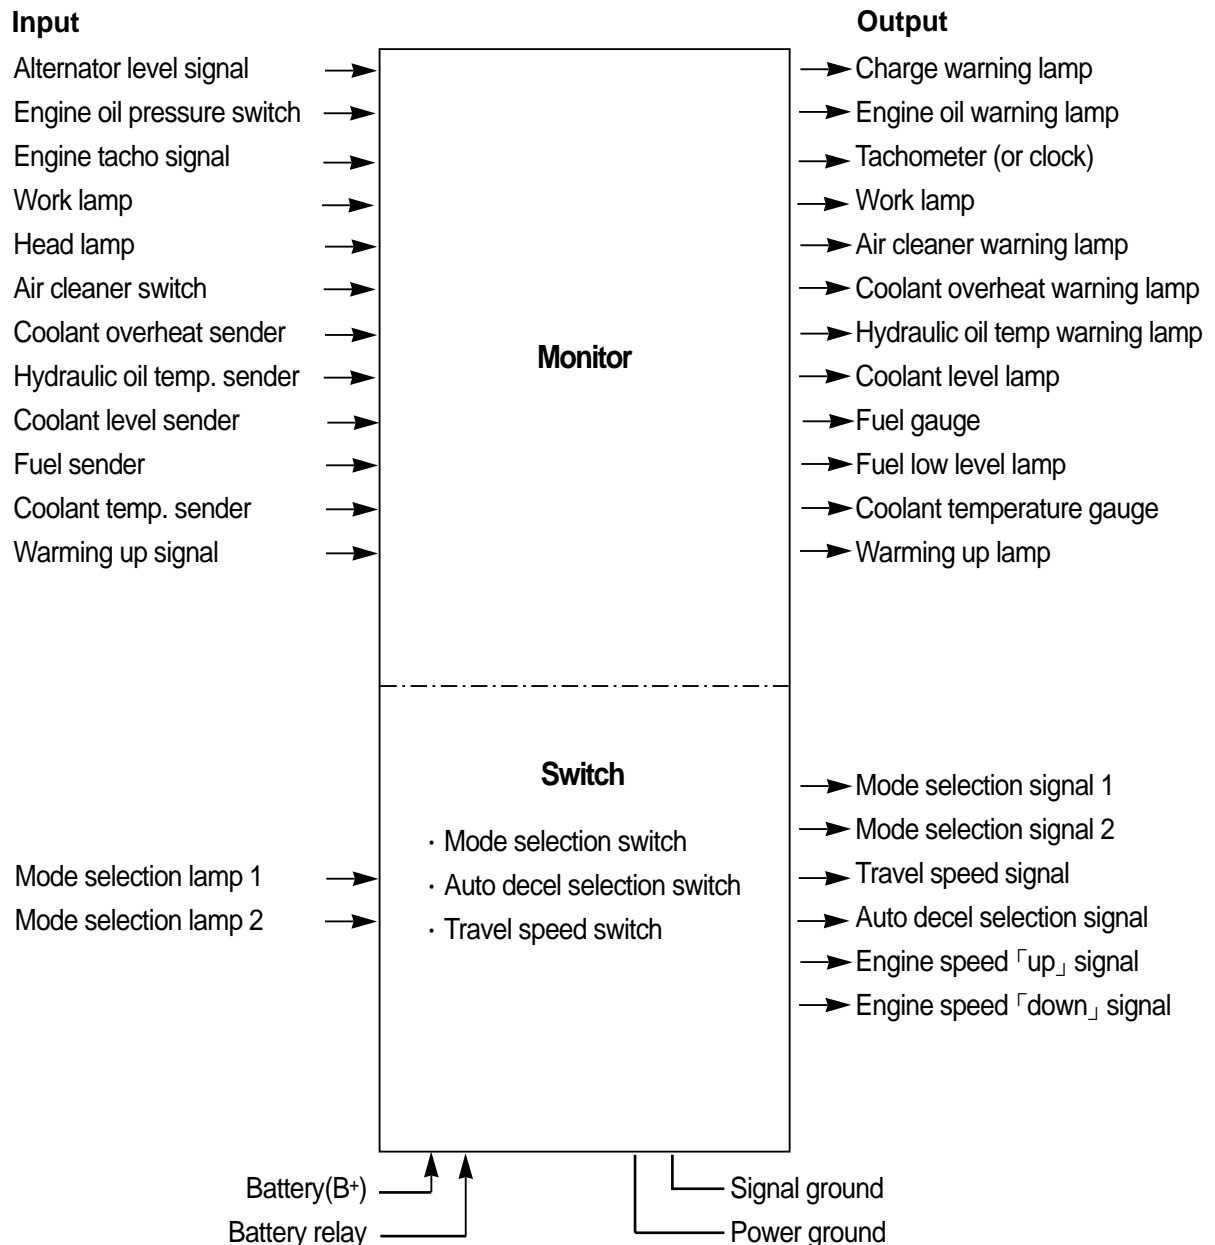 Input
Output
Alternator level signal
Charge warning lamp
Engine oil pressure switch
Engine oil warning lamp
Engine tacho signal
Tachometer (or clock)
Work lamp
Work lamp
Head lamp
Air cleaner warning lamp
Air cleaner switch
Coolant overheat warning lamp
Coolant overheat sender
Hydraulic oil temp warning lamp
Monitor
Hydraulic oil temp. sender
Coolant level lamp
Coolant level sender
Fuel gauge
Fuel sender
Fuel low level lamp
Coolant temp. sender
Coolant temperature gauge
Warming up signal
Warming up lamp
Switch
Mode selection signal 1
· Mode selection switch
Mode selection signal 2
Mode selection lamp 1
· Auto decel selection switch
Travel speed signal
Mode selection lamp 2
· Travel speed switch
Auto decel selection signal
Engine speed「up」signal
Engine speed「down」signal
Battery(B+)
Signal ground
Battery relay
Power ground